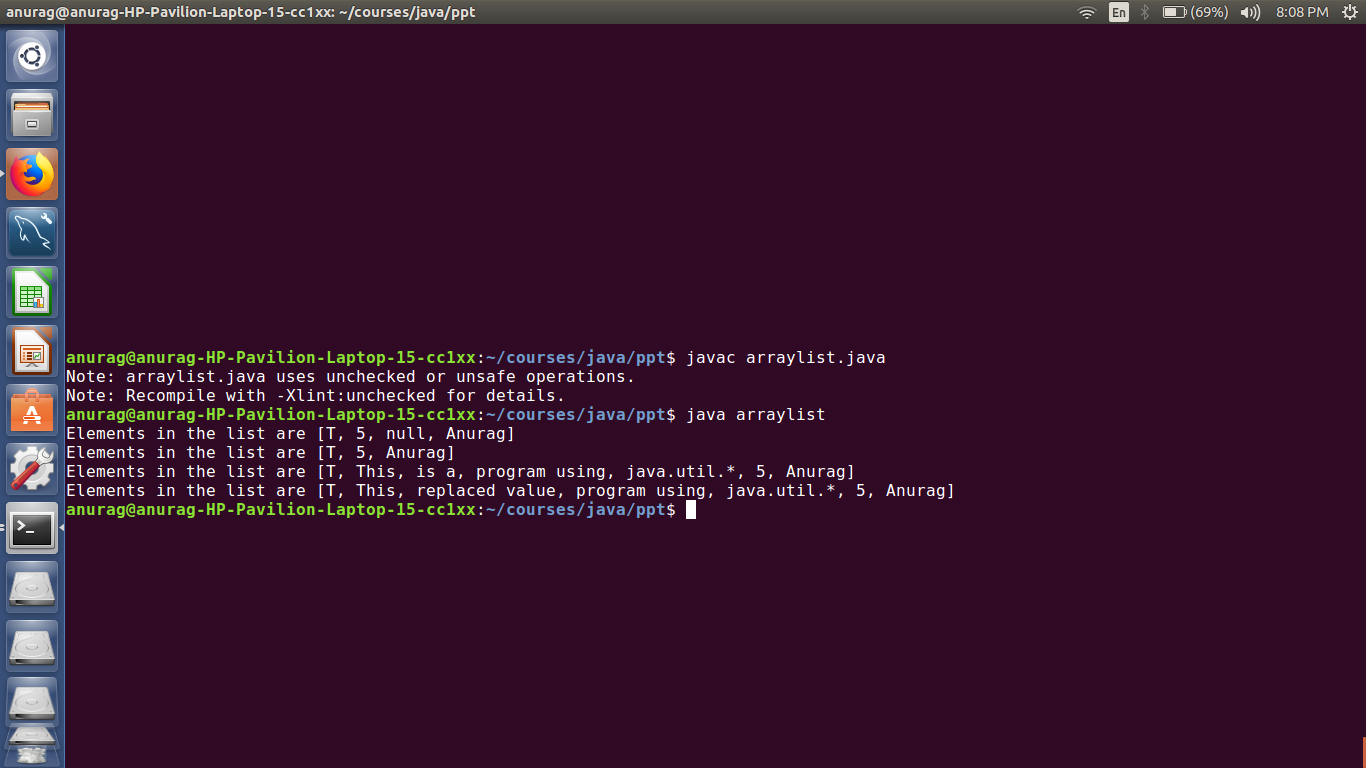 anurag@anurag-HP-Pavilion-Laptop-15-cc1xx: ~/courses/java/ppt En (69%) 8:08 PM
anurag@anurag-HP-Pavilion-Laptop-15-cc1xx:~/courses/java/ppt$ javac arraylist.java
Note: arraylist.java uses unchecked or unsafe operations.
Note: Recompile with -Xlint:unchecked for details.
anurag@anurag-HP-Pavilion-Laptop-15-cc1xx:~/courses/java/ppt$ java arraylist
Elements in the list are [T, 5, null, Anurag]
Elements in the list are [T, 5, Anurag]
Elements in the list are [T, This, is a, program using, java.util.*, 5, Anurag]
Elements in the list are [T, This, replaced value, program using, java.util.*, 5, Anurag]
anurag@anurag-HP-Pavilion-Laptop-15-cc1xx:~/courses/java/ppt$